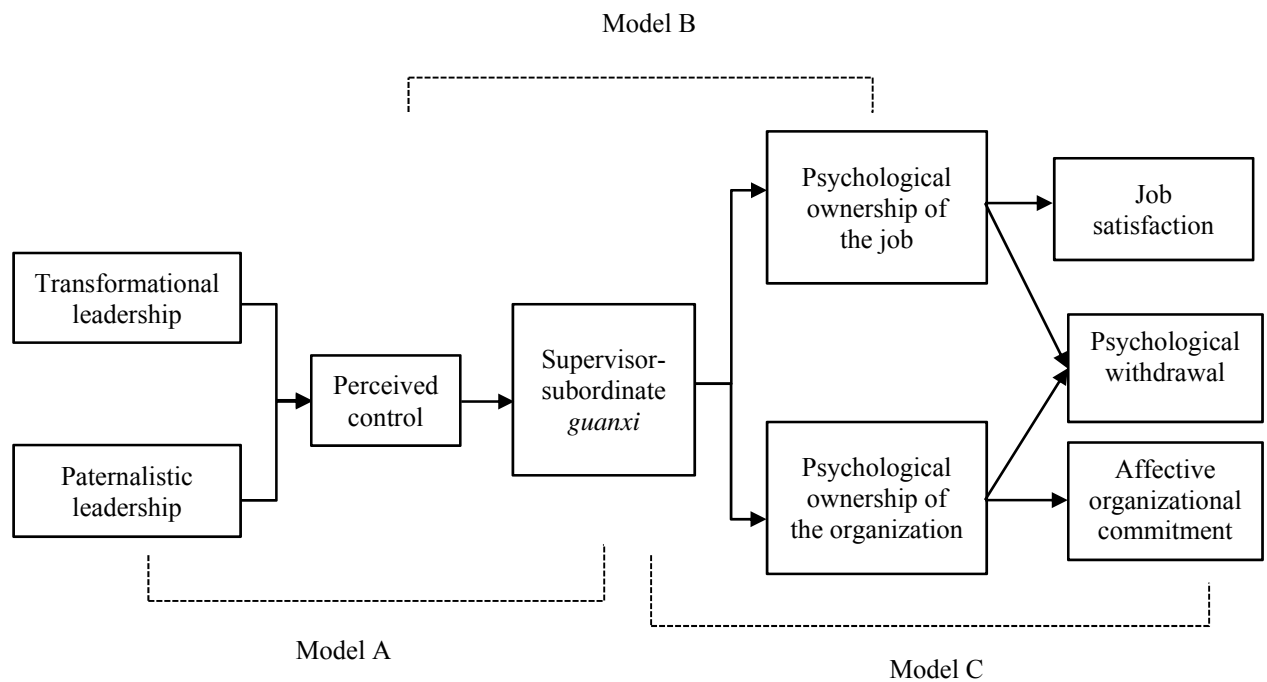 Model B
Psychological
ownership of
the job
Job
satisfaction
Transformational
leadership
Perceived
control
Supervisor-
subordinate
guanxi
Psychological
withdrawal
Paternalistic
leadership
Psychological
ownership of
the organization
Affective
organizational
commitment
Model A
Model C